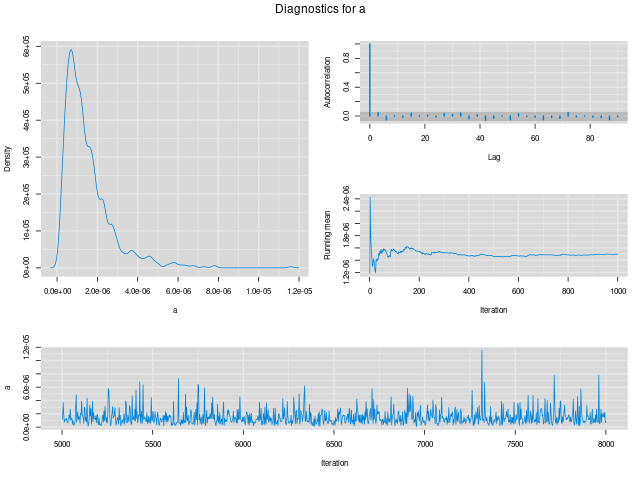 Diagnostics for a
Density
0e+00
1e+05
2e+05
3e+05
4e+05
5e+05
6e+05
0.0e+00 2.0e-06 4.0e-06 6.0e-06 8.0e-06 1.0e-05 1.2e-05
a
Autocorrelation
0.0
0.4
0.8
0 20 40 60 80
Lag
Running mean
1.2e-06
1.8e-06
2.4e-06
0 200 400 600 800 1000
Iteration
a
0.0e+00
6.0e-06
1.2e-05
5000 5500 6000 6500 7000 7500 8000
Iteration